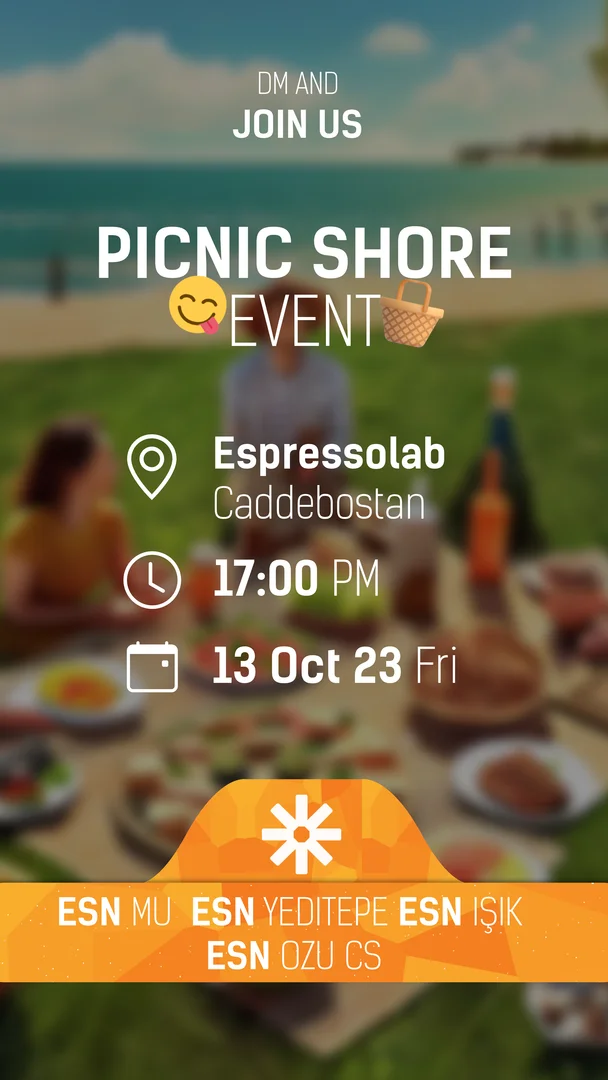 DM AND
JOIN US
PICNIC SHORE
😋EVENT🧺
Espressolab
Caddebostan
17:00 PM
13 Oct 23 Fri
ESN MU ESN YEDITEPE ESN IŞIK
ESN OZU CS